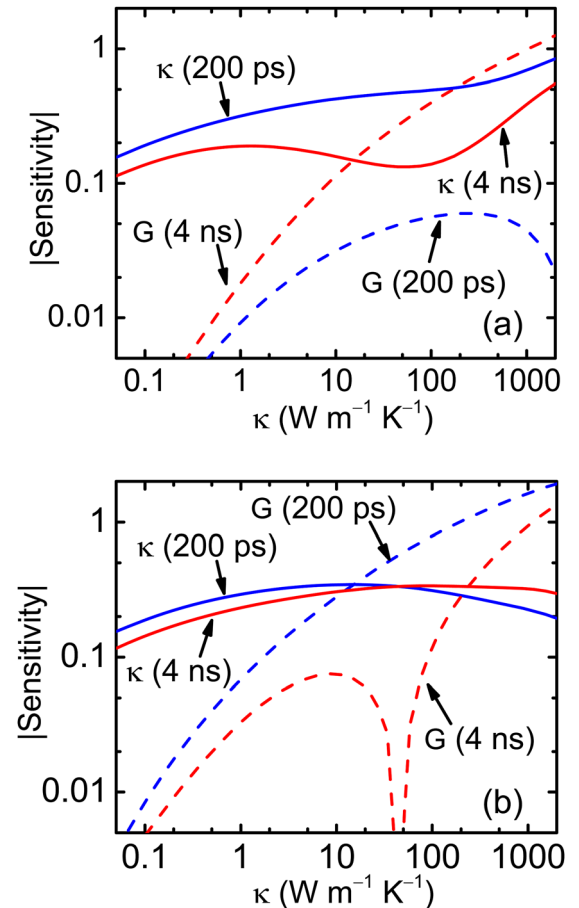 1
κ (200 ps)
0.1
κ (4 ns)
G (4 ns)
G (200 ps)
0.01
(a)
|Sensitivity|
0.1 1 10 100 1000
κ (W m⁻¹ K⁻¹)
G (200 ps)
1
κ (200 ps)
0.1
κ (4 ns)
G (4 ns)
0.01
(b)
|Sensitivity|
0.1 1 10 100 1000
κ (W m⁻¹ K⁻¹)